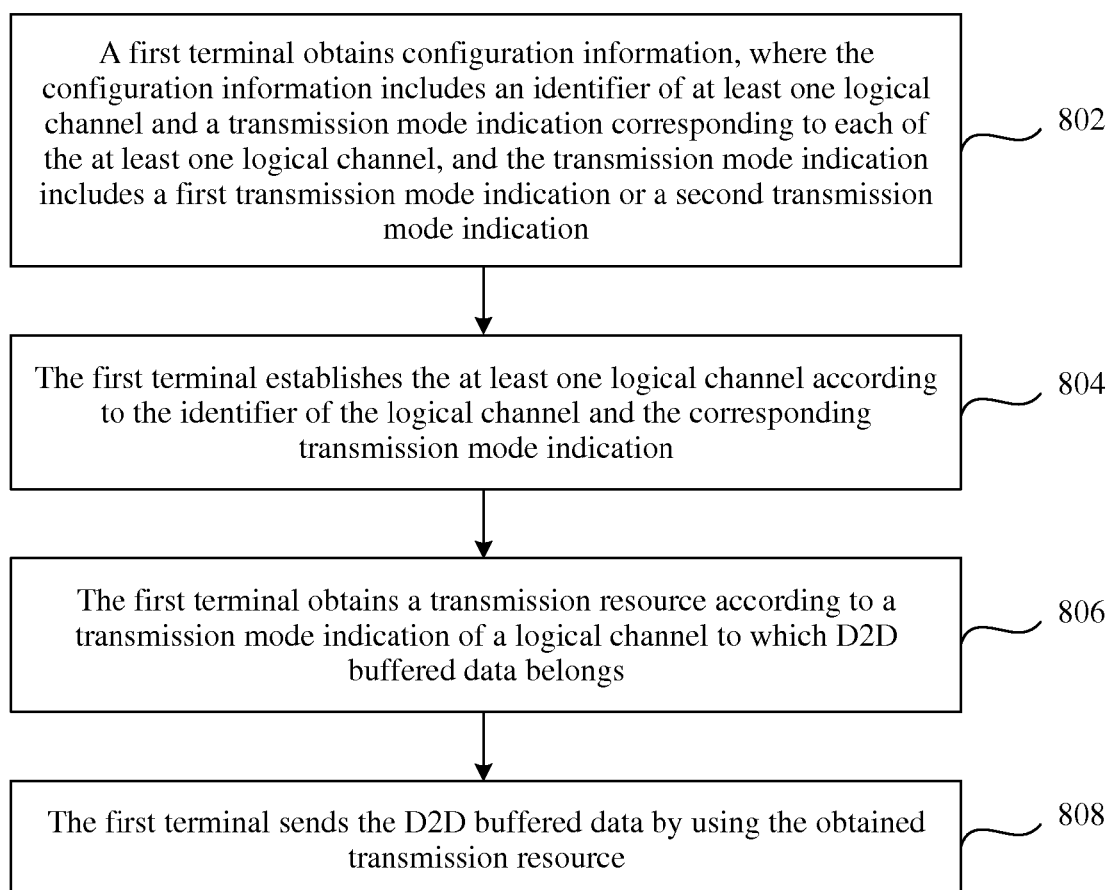 A first terminal obtains configuration information, where the
configuration information includes an identifier of at least one logical
channel and a transmission mode indication corresponding to each of
the at least one logical channel, and the transmission mode indication
includes a first transmission mode indication or a second transmission
mode indication
802
The first terminal establishes the at least one logical channel according
to the identifier of the logical channel and the corresponding
transmission mode indication
804
The first terminal obtains a transmission resource according to a
transmission mode indication of a logical channel to which D2D
buffered data belongs
806
The first terminal sends the D2D buffered data by using the obtained
transmission resource
808